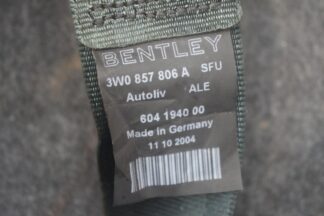 BENTLEY
3W0 857 806 A SFU
Autoliv ALE
604 1940 00
Made in Germany
11 10 2004